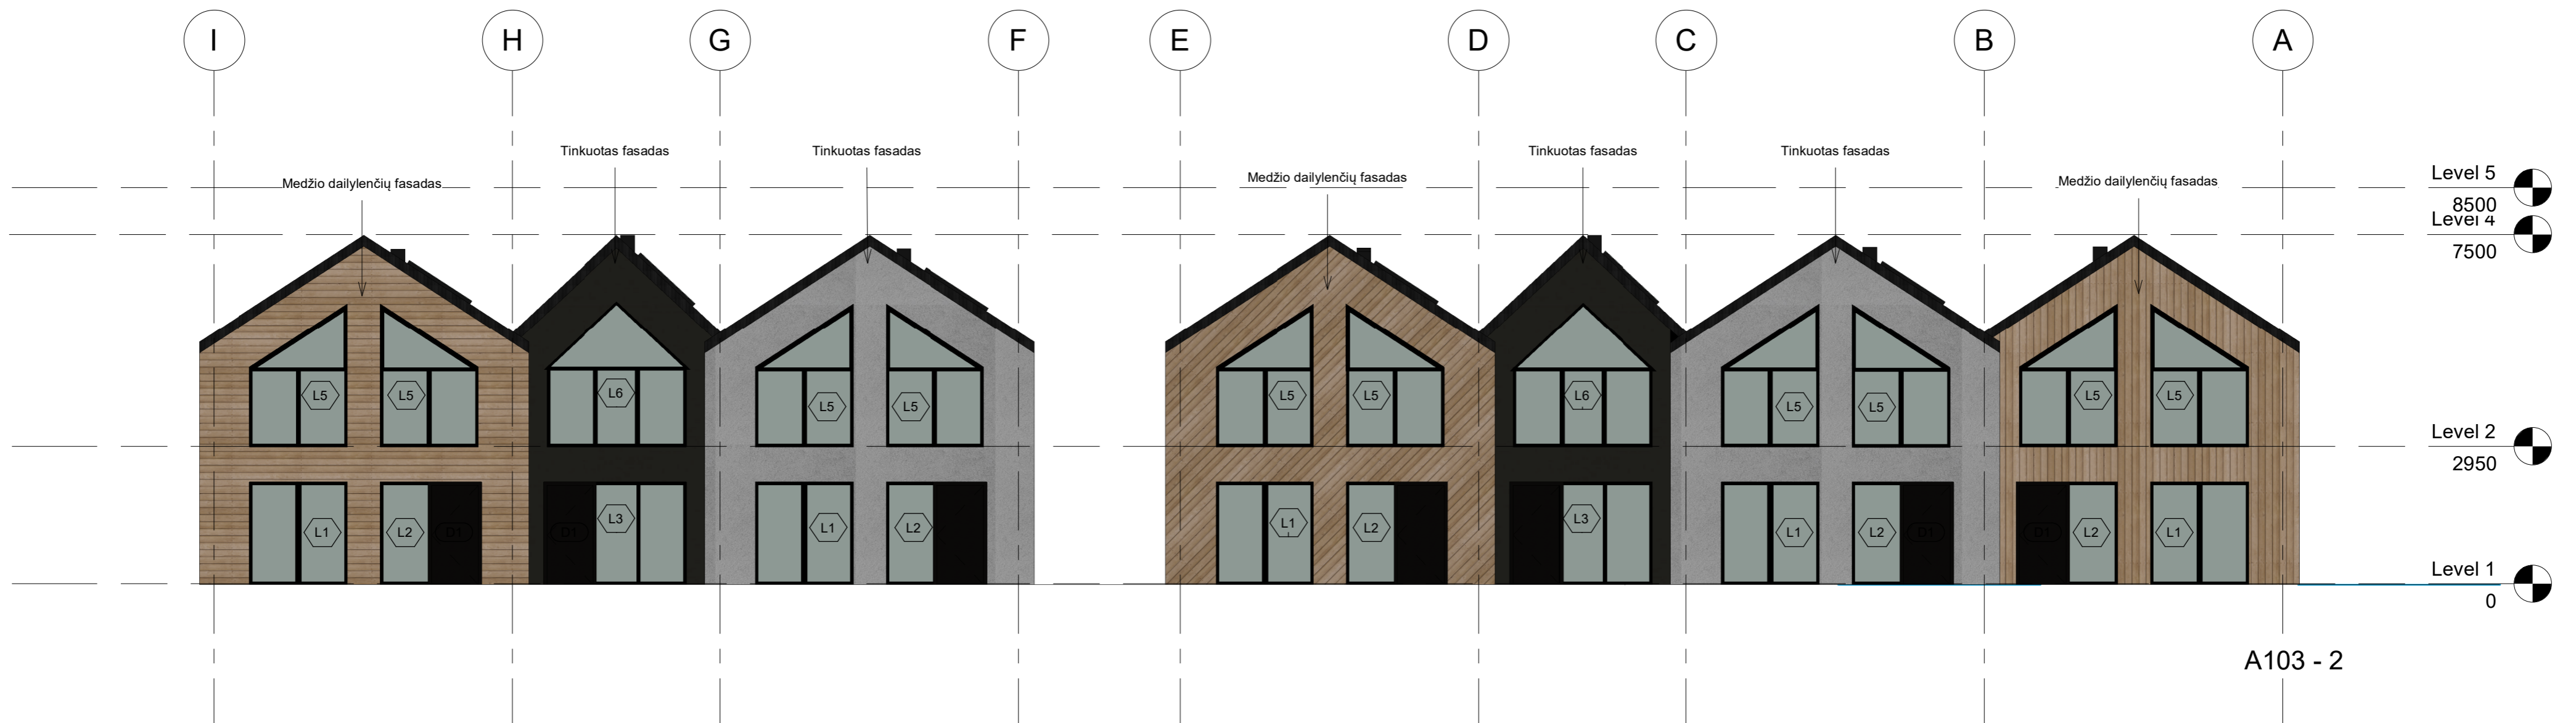 I H G F E D C B A
Tinkuotas fasadas Tinkuotas fasadas Tinkuotas fasadas Tinkuotas fasadas
Medžio dailylenčių fasadas Medžio dailylenčių fasadas Medžio dailylenčių fasadas
Level 5
8500
Level 4
7500
L5 L5 L6 L5 L5 L5 L5 L6 L5 L5 L5 L5
Level 2
2950
L1 L2 D1 D1 L3 L1 L2 L1 L2 L3 L1 L2 D1 D1 L2 L1
Level 1
0
A103 - 2